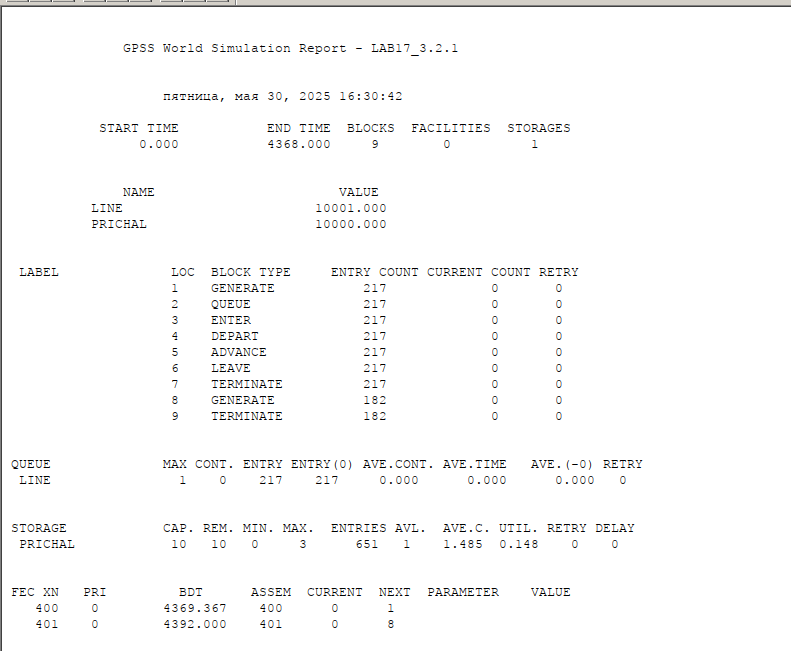 GPSS World Simulation Report - LAB17_3.2.1
пятница, мая 30, 2025 16:30:42
START TIME END TIME BLOCKS FACILITIES STORAGES
0.000 4368.000 9 0 1
NAME VALUE
LINE 10001.000
PRICHAL 10000.000
LABEL LOC BLOCK TYPE ENTRY COUNT CURRENT COUNT RETRY
1 GENERATE 217 0 0
2 QUEUE 217 0 0
3 ENTER 217 0 0
4 DEPART 217 0 0
5 ADVANCE 217 0 0
6 LEAVE 217 0 0
7 TERMINATE 217 0 0
8 GENERATE 182 0 0
9 TERMINATE 182 0 0
QUEUE MAX CONT. ENTRY ENTRY(0) AVE.CONT. AVE.TIME AVE.(-0) RETRY
LINE 1 0 217 217 0.000 0.000 0.000 0
STORAGE CAP. REM. MIN. MAX. ENTRIES AVL. AVE.C. UTIL. RETRY DELAY
PRICHAL 10 10 0 3 651 1 1.485 0.148 0 0
FEC XN PRI BDT ASSEM CURRENT NEXT PARAMETER VALUE
400 0 4369.367 400 0 1
401 0 4392.000 401 0 8